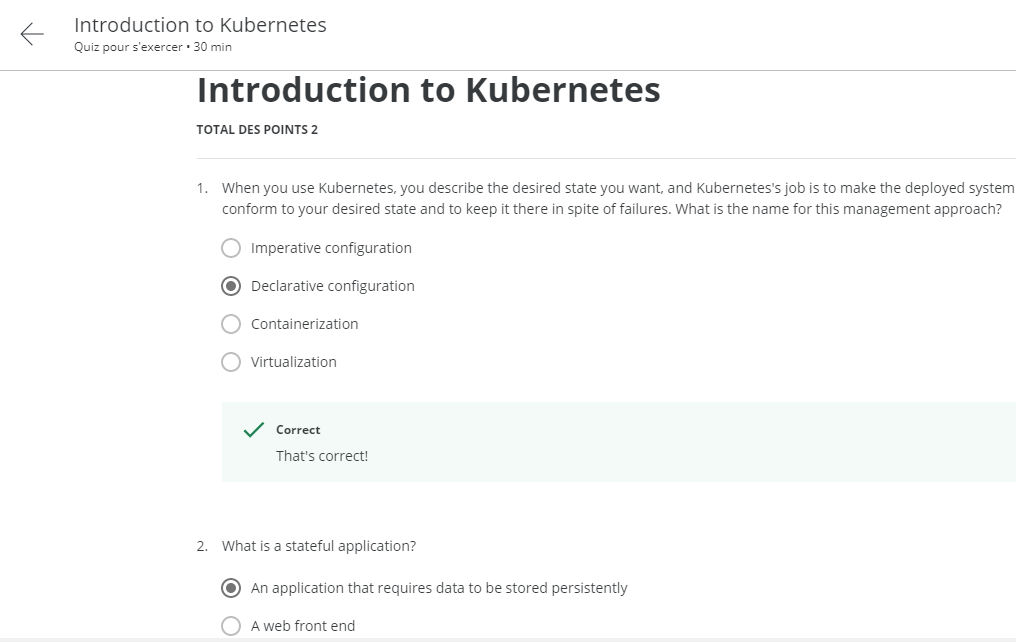 Introduction to Kubernetes
Quiz pour s'exercer • 30 min
Introduction to Kubernetes
TOTAL DES POINTS 2
1. When you use Kubernetes, you describe the desired state you want, and Kubernetes's job is to make the deployed system
conform to your desired state and to keep it there in spite of failures. What is the name for this management approach?
Imperative configuration
Declarative configuration
Containerization
Virtualization
Correct
That's correct!
2. What is a stateful application?
An application that requires data to be stored persistently
A web front end